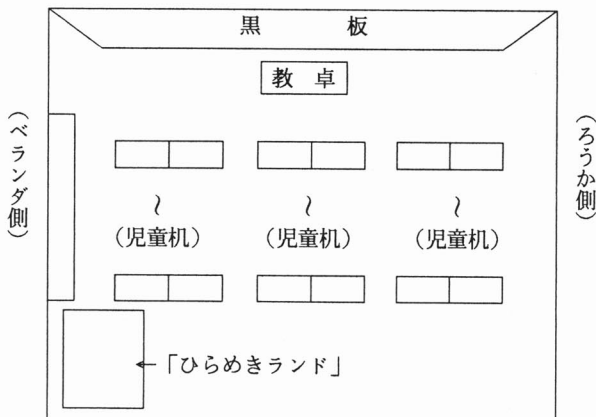 黒 板
教 卓
(ベランダ側)
(ろうか側)
〜 〜 〜
(児童机) (児童机) (児童机)
←「ひらめきランド」